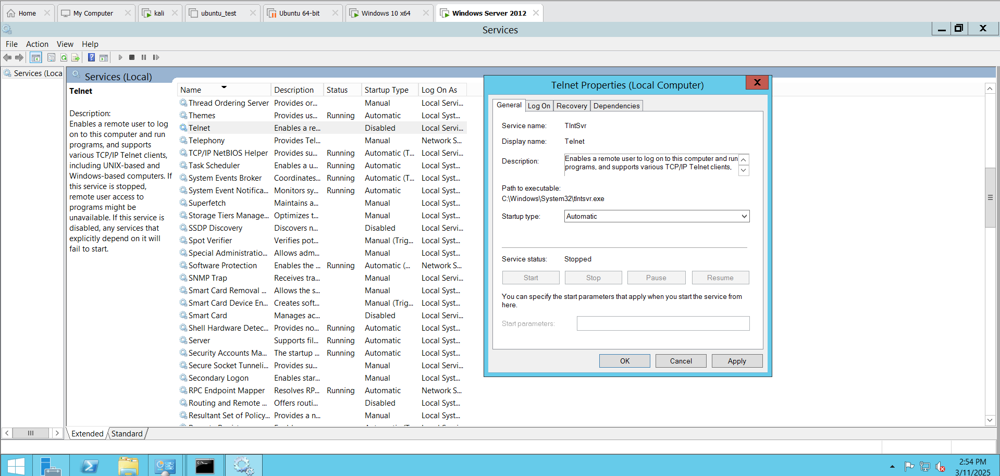 Home
My Computer
kali
ubuntu_test
Ubuntu 64-bit
Windows 10 x64
Windows Server 2012
Services
File Action View Help
Services (Loca
Services (Local)
Telnet
Description:
Enables a remote user to log
on to this computer and run
programs, and supports
various TCP/IP Telnet clients,
including UNIX-based and
Windows-based computers. If
this service is stopped,
remote user access to
programs might be
unavailable. If this service is
disabled, any services that
explicitly depend on it will
fail to start.
Name Description Status Startup Type Log On As
Thread Ordering Server Provides or... Manual Local Servi...
Themes Provides us... Running Automatic Local Syst...
Telnet Enables a re... Disabled Local Servi...
Telephony Provides Tel... Manual Network S...
TCP/IP NetBIOS Helper Provides su... Running Automatic (T... Local Servi...
Task Scheduler Enables a u... Running Automatic Local Syst...
System Events Broker Coordinates... Running Automatic (T... Local Syst...
System Event Notifica... Monitors sy... Running Automatic Local Syst...
Superfetch Maintains a... Manual Local Syst...
Storage Tiers Manage... Optimizes t... Manual Local Syst...
SSDP Discovery Discovers n... Disabled Local Servi...
Spot Verifier Verifies pot... Manual (Trig... Local Syst...
Special Administratio... Allows adm... Manual Local Syst...
Software Protection Enables the ... Running Automatic (... Network S...
SNMP Trap Receives tra... Manual Local Servi...
Smart Card Removal ... Allows the s... Manual Local Syst...
Smart Card Device En... Creates soft... Manual (Trig... Local Syst...
Smart Card Manages ac... Disabled Local Servi...
Shell Hardware Detec... Provides no... Running Automatic Local Syst...
Server Supports fil... Running Automatic Local Syst...
Security Accounts Ma... The startup ... Running Automatic Local Syst...
Secure Socket Tunneli... Provides su... Manual Local Servi...
Secondary Logon Enables star... Manual Local Syst...
RPC Endpoint Mapper Resolves RP... Running Automatic Network S...
Routing and Remote ... Offers routi... Disabled Local Syst...
Resultant Set of Policy... Provides a n... Manual Local Syst...
Extended Standard
Telnet Properties (Local Computer)
General Log On Recovery Dependencies
Service name: TlntSvr
Display name: Telnet
Description: Enables a remote user to log on to this computer and run
programs, and supports various TCP/IP Telnet clients,
Path to executable:
C:\Windows\System32\tlntsvr.exe
Startup type: Automatic
Service status: Stopped
Start Stop Pause Resume
You can specify the start parameters that apply when you start the service from
here.
Start parameters:
OK Cancel Apply
2:54 PM
3/11/2025